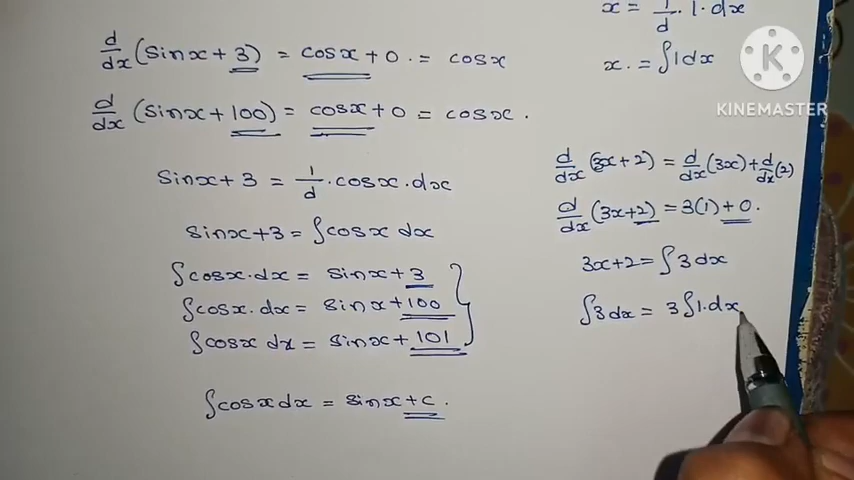 d/dx (sinx + 3) = cosx + 0 . = cosx
d/dx (sinx + 100) = cosx + 0 = cosx .
sinx + 3 = 1/d . cosx . dx
sinx + 3 = ∫cosx dx
∫cosx . dx = sinx + 3
∫cosx . dx = sinx + 100
∫cosx dx = sinx + 101
∫cosx dx = sinx + c .
x = 1/d . 1 . dx
x . = ∫1dx
KINEMASTER
d/dx (3x + 2) = d/dx (3x) + d/dx (2)
d/dx (3x + 2) = 3(1) + 0 .
3x + 2 = ∫3 dx
∫3 dx = 3∫1 . dx